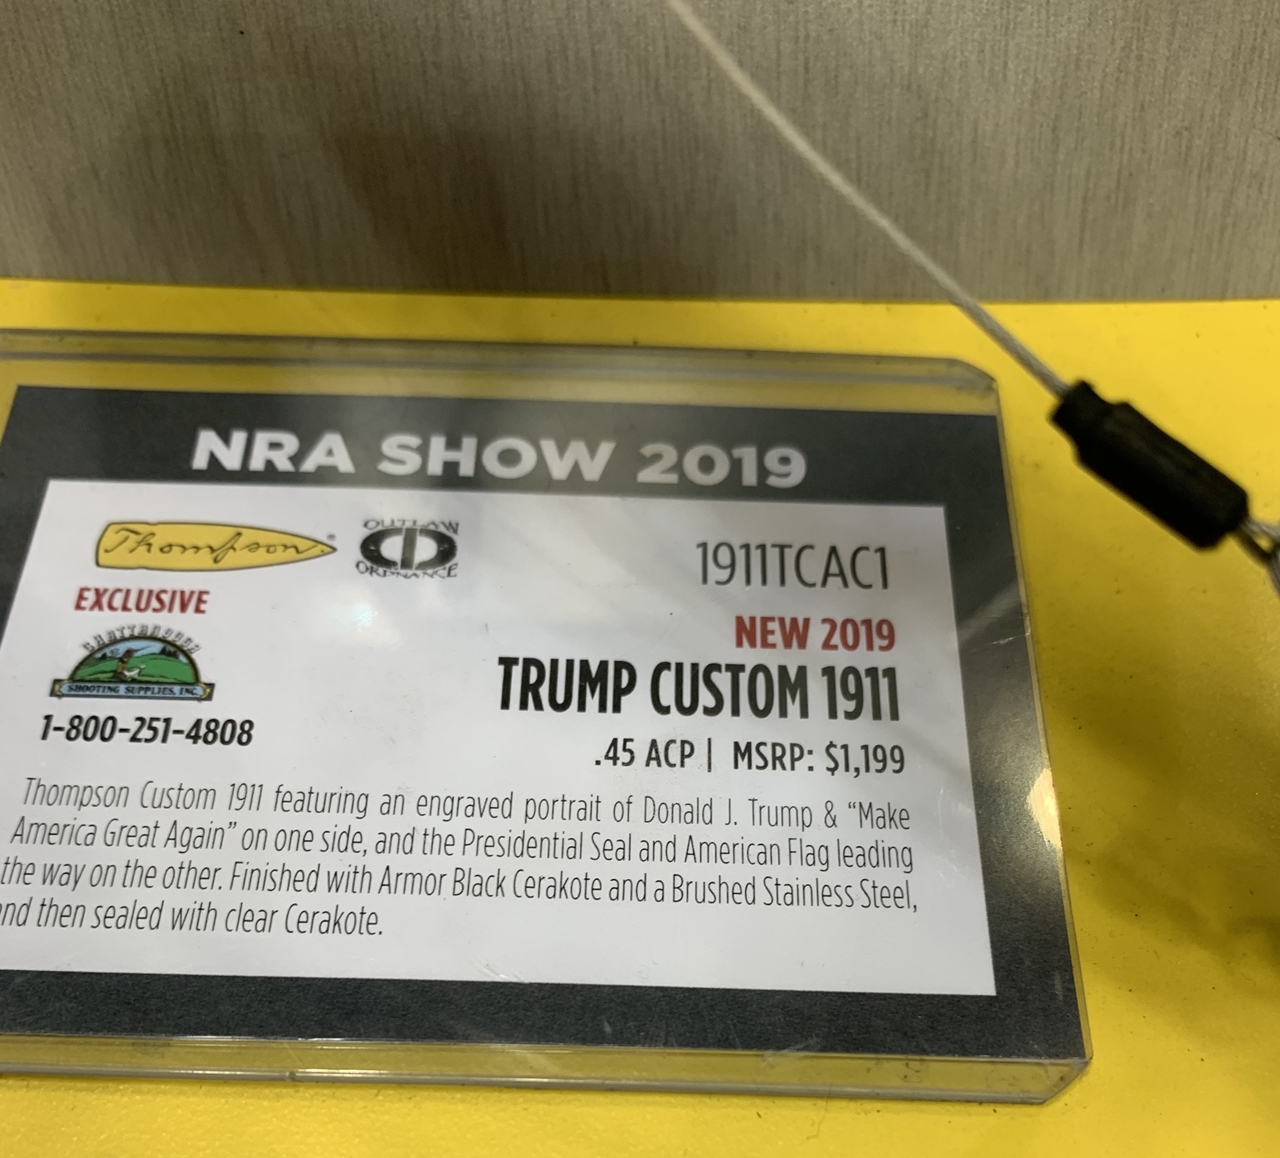 NRA SHOW 2019
Thompson®
OUTLAW
ORDNANCE
1911TCAC1
EXCLUSIVE
NEW 2019
CHATTANOOGA
SHOOTING SUPPLIES, INC.
TRUMP CUSTOM 1911
1-800-251-4808
.45 ACP | MSRP: $1,199
Thompson Custom 1911 featuring an engraved portrait of Donald J. Trump & “Make
America Great Again” on one side, and the Presidential Seal and American Flag leading
the way on the other. Finished with Armor Black Cerakote and a Brushed Stainless Steel,
nd then sealed with clear Cerakote.